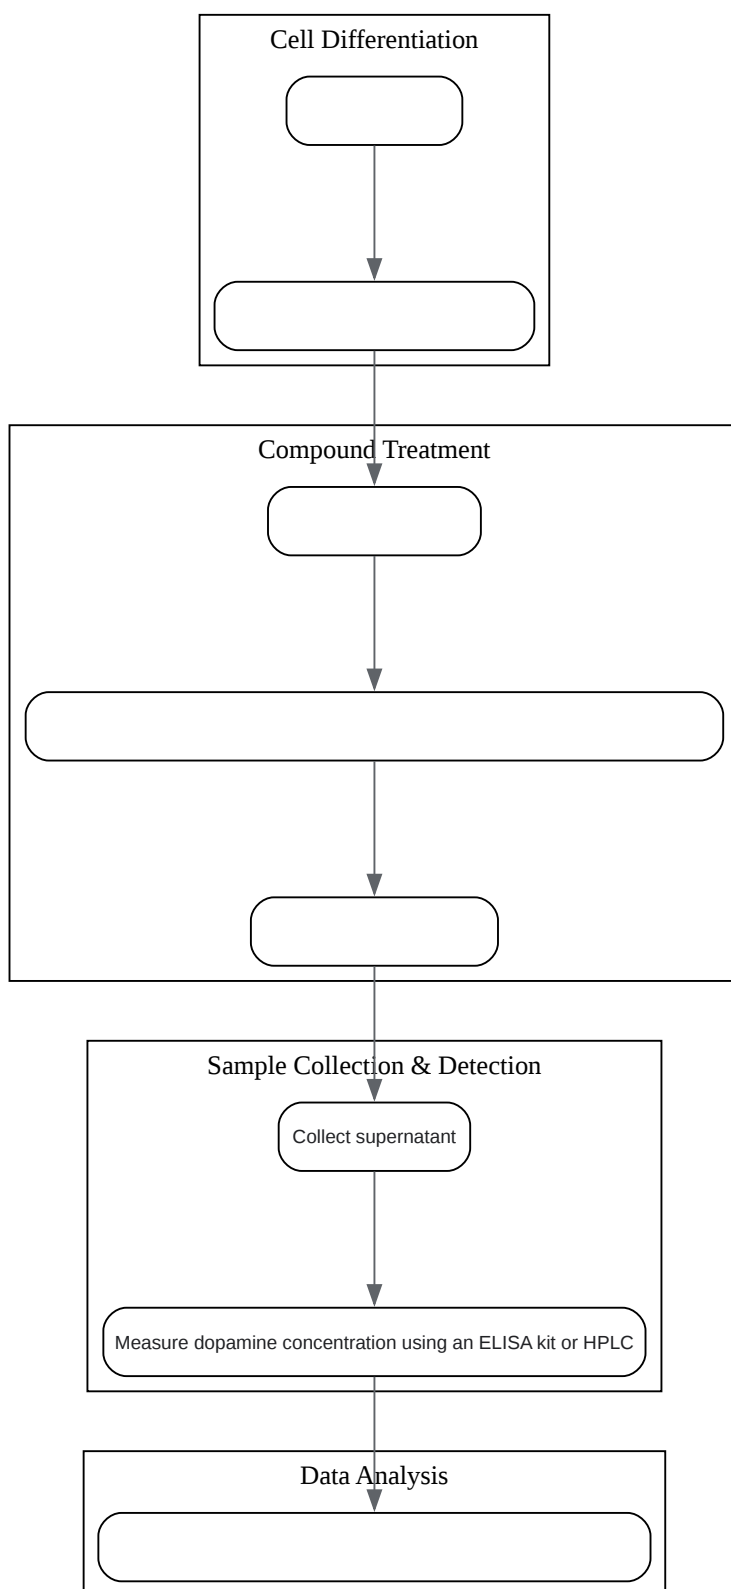 Cell Differentiation
Compound Treatment
Sample Collection & Detection
Collect supernatant
Measure dopamine concentration using an ELISA kit or HPLC
Data Analysis